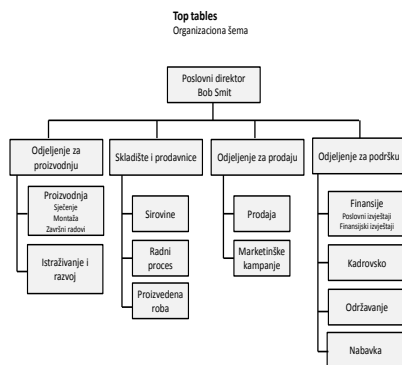 Top tables
Organizaciona šema
Poslovni direktor
Bob Smit
Odjeljenje za
proizvodnju
Skladište i prodavnice
Odjeljenje za prodaju
Odjeljenje za podršku
Proizvodnja
Sječenje
Montaža
Završni radovi
Istraživanje i
razvoj
Sirovine
Radni
proces
Proizvedena
roba
Prodaja
Marketinške
kampanje
Finansije
Poslovni izvještaji
Finansijski izvještaji
Kadrovsko
Održavanje
Nabavka